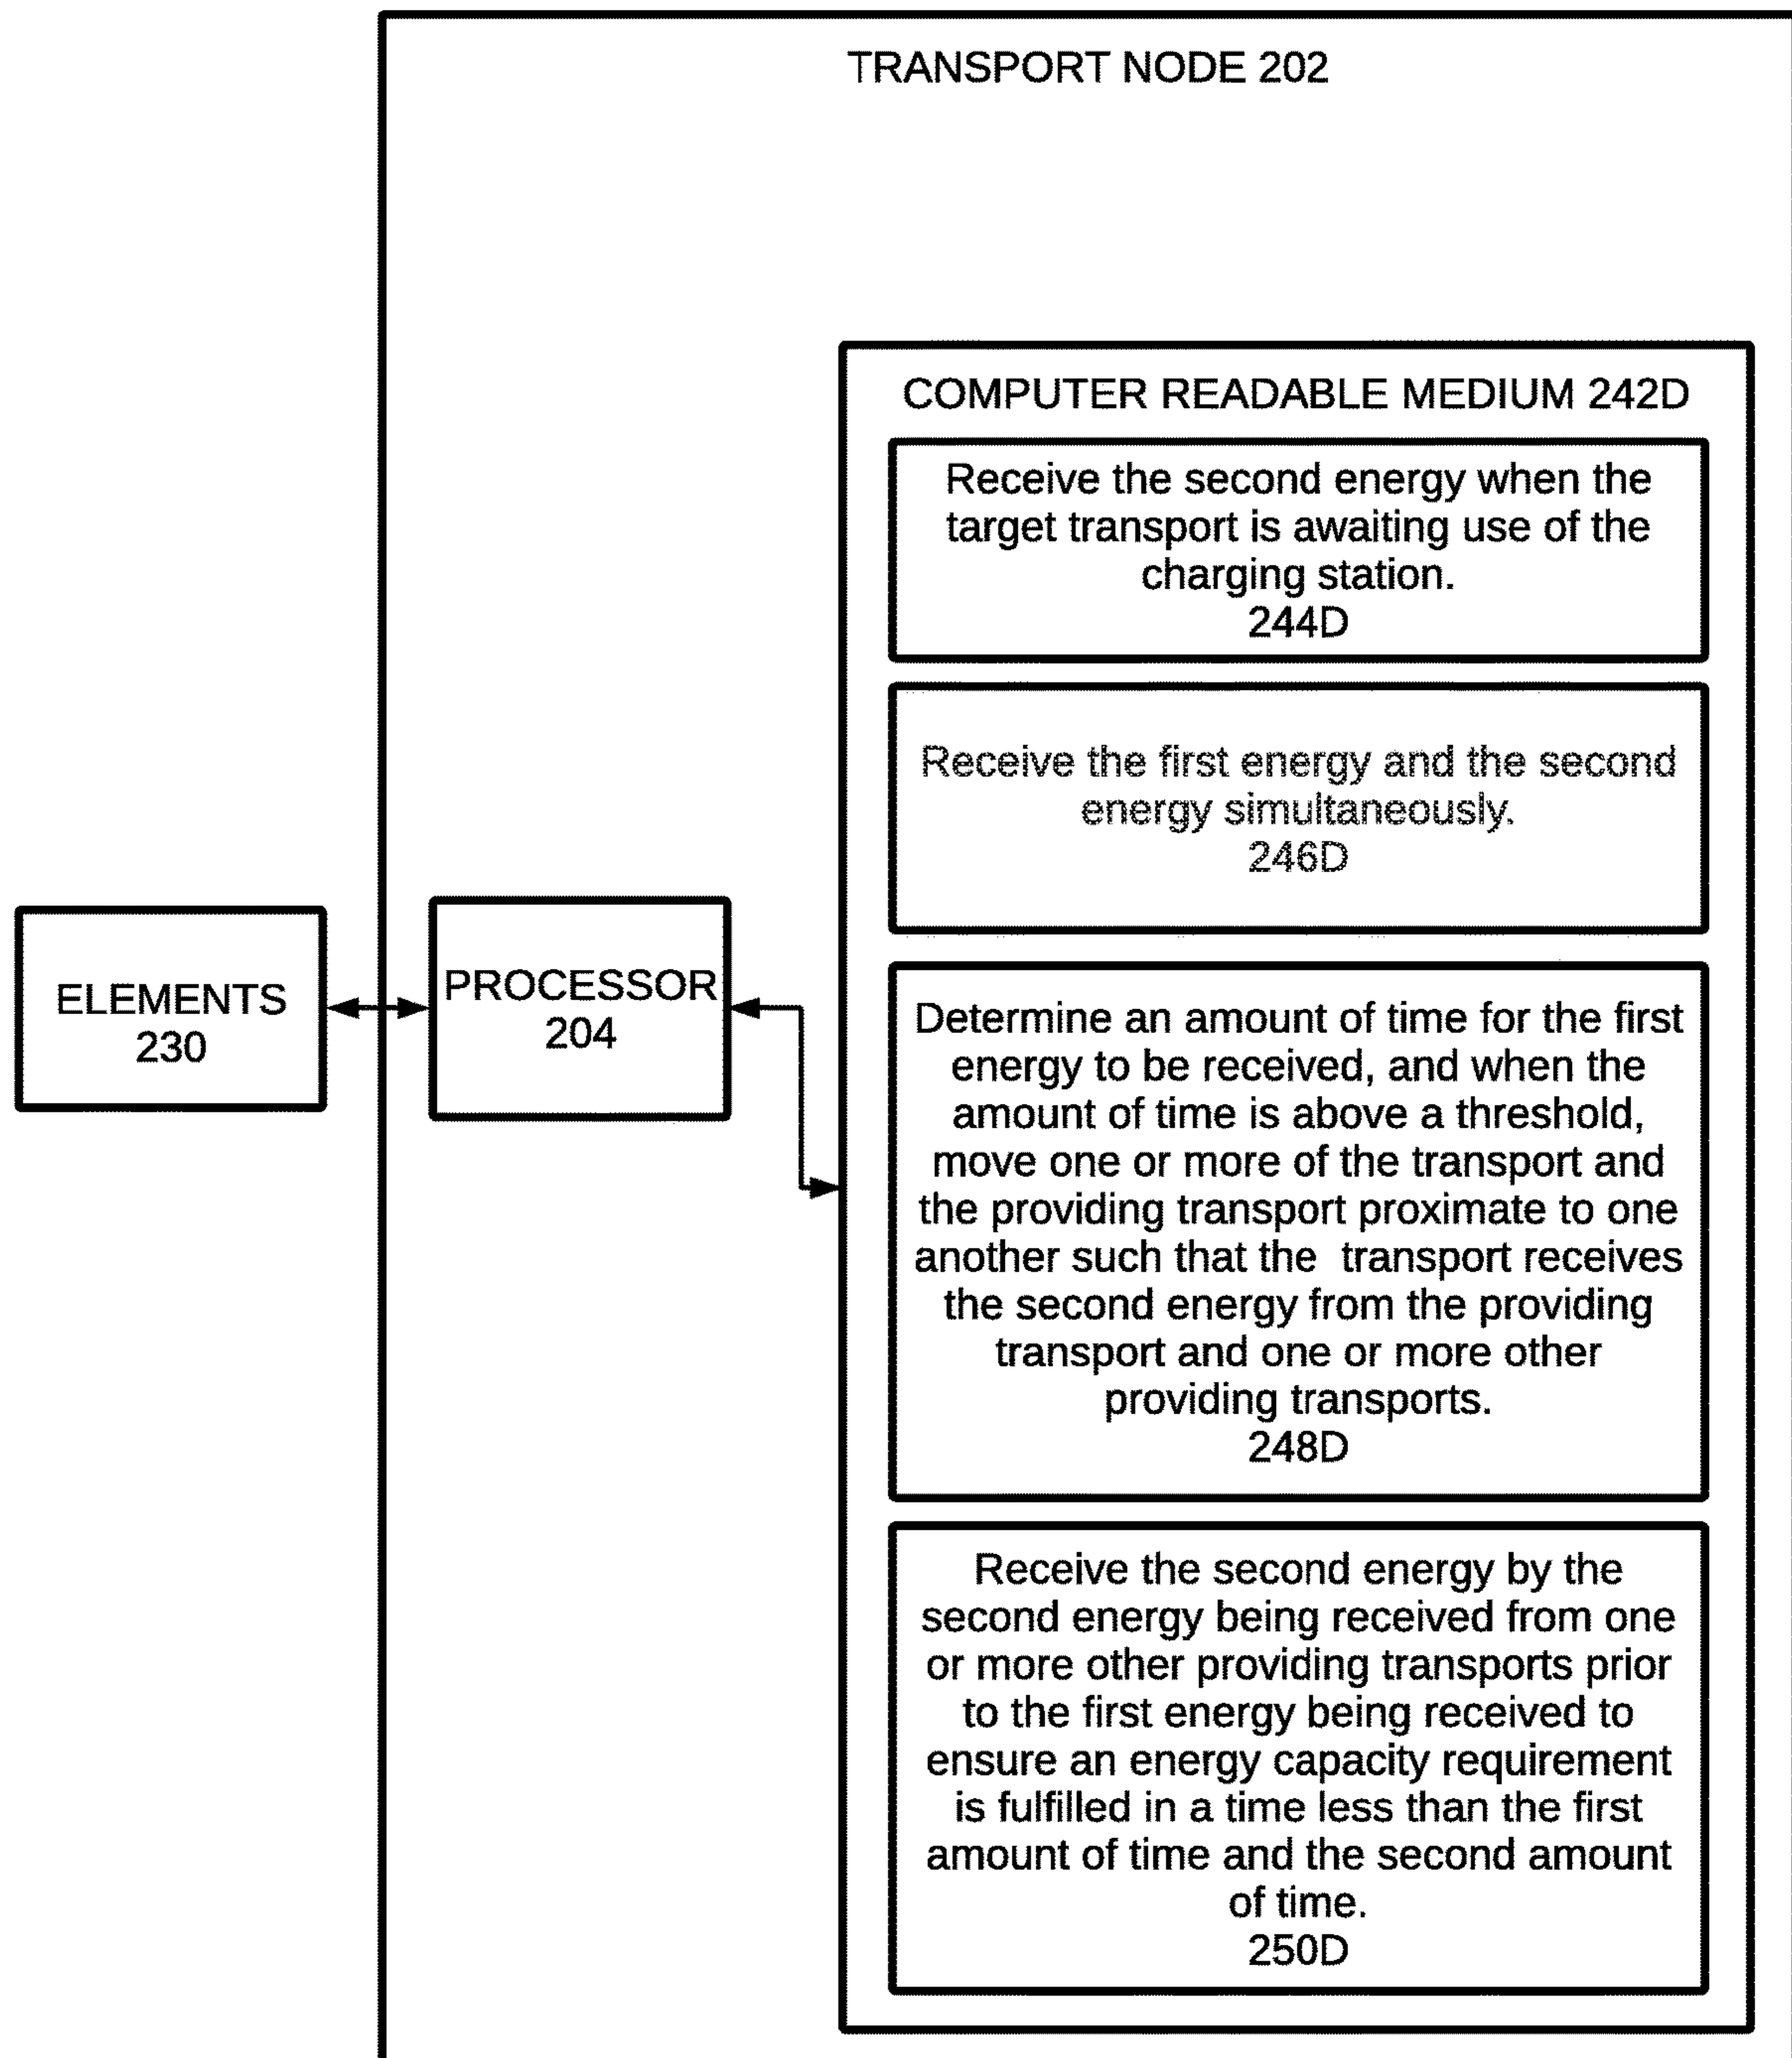 TRANSPORT NODE 202
COMPUTER READABLE MEDIUM 242D
Receive the second energy when the
target transport is awaiting use of the
charging station.
244D
Receive the first energy and the second
energy simultaneously.
246D
ELEMENTS
230
PROCESSOR
204
Determine an amount of time for the first
energy to be received, and when the
amount of time is above a threshold,
move one or more of the transport and
the providing transport proximate to one
another such that the  transport receives
the second energy from the providing
transport and one or more other
providing transports.
248D
Receive the second energy by the
second energy being received from one
or more other providing transports prior
to the first energy being received to
ensure an energy capacity requirement
is fulfilled in a time less than the first
amount of time and the second amount
of time.
250D